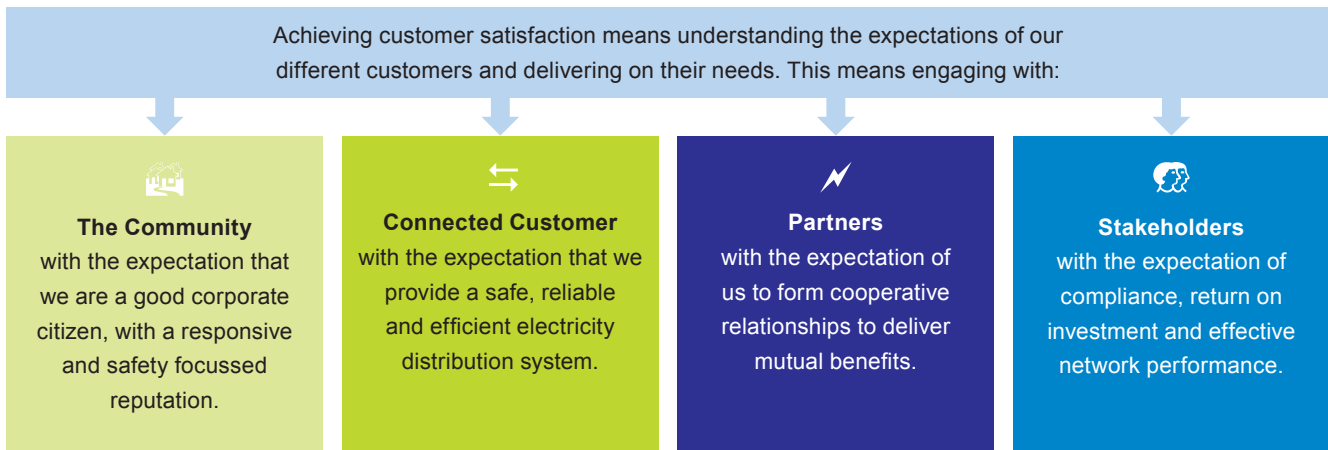 Achieving customer satisfaction means understanding the expectations of our
different customers and delivering on their needs. This means engaging with:
The Community
with the expectation that
we are a good corporate
citizen, with a responsive
and safety focussed
reputation.
Connected Customer
with the expectation that we
provide a safe, reliable
and efficient electricity
distribution system.
Partners
with the expectation of
us to form cooperative
relationships to deliver
mutual benefits.
Stakeholders
with the expectation of
compliance, return on
investment and effective
network performance.